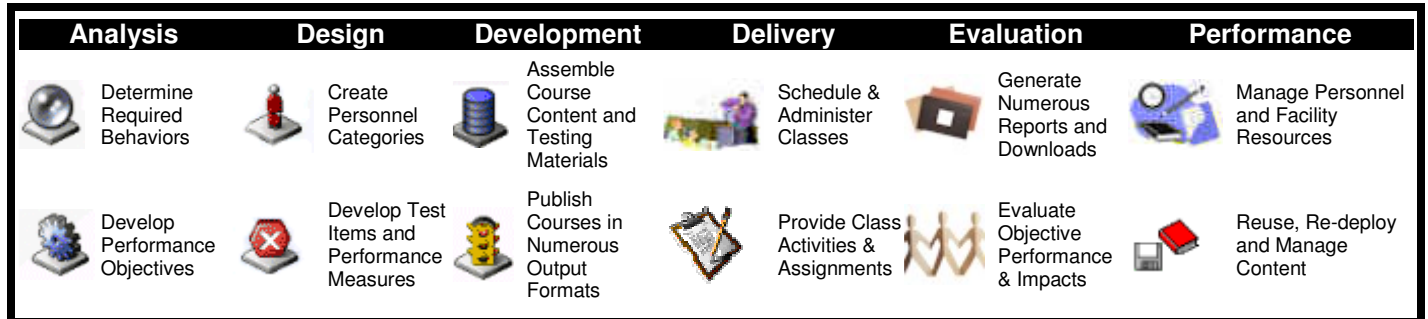 Analysis Design Development Delivery Evaluation Performance
Determine
Required
Behaviors
Create
Personnel
Categories
Assemble
Course
Content and
Testing
Materials
Schedule &
Administer
Classes
Generate
Numerous
Reports and
Downloads
Manage Personnel
and Facility
Resources
Develop
Performance
Objectives
Develop Test
Items and
Performance
Measures
Publish
Courses in
Numerous
Output
Formats
Provide Class
Activities &
Assignments
Evaluate
Objective
Performance
& Impacts
Reuse, Re-deploy
and Manage
Content